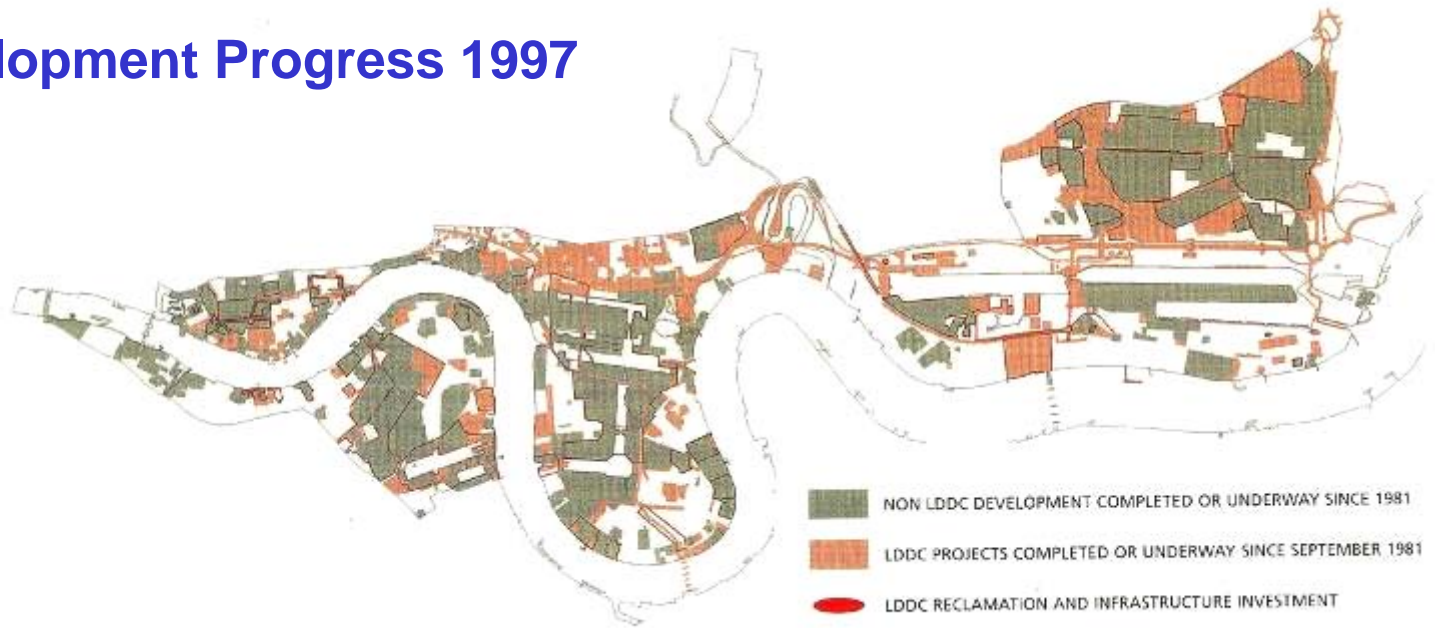 lopment Progress 1997
NON LDDC DEVELOPMENT COMPLETED OR UNDERWAY SINCE 1981
LDDC PROJECTS COMPLETED OR UNDERWAY SINCE SEPTEMBER 1981
LDDC RECLAMATION AND INFRASTRUCTURE INVESTMENT